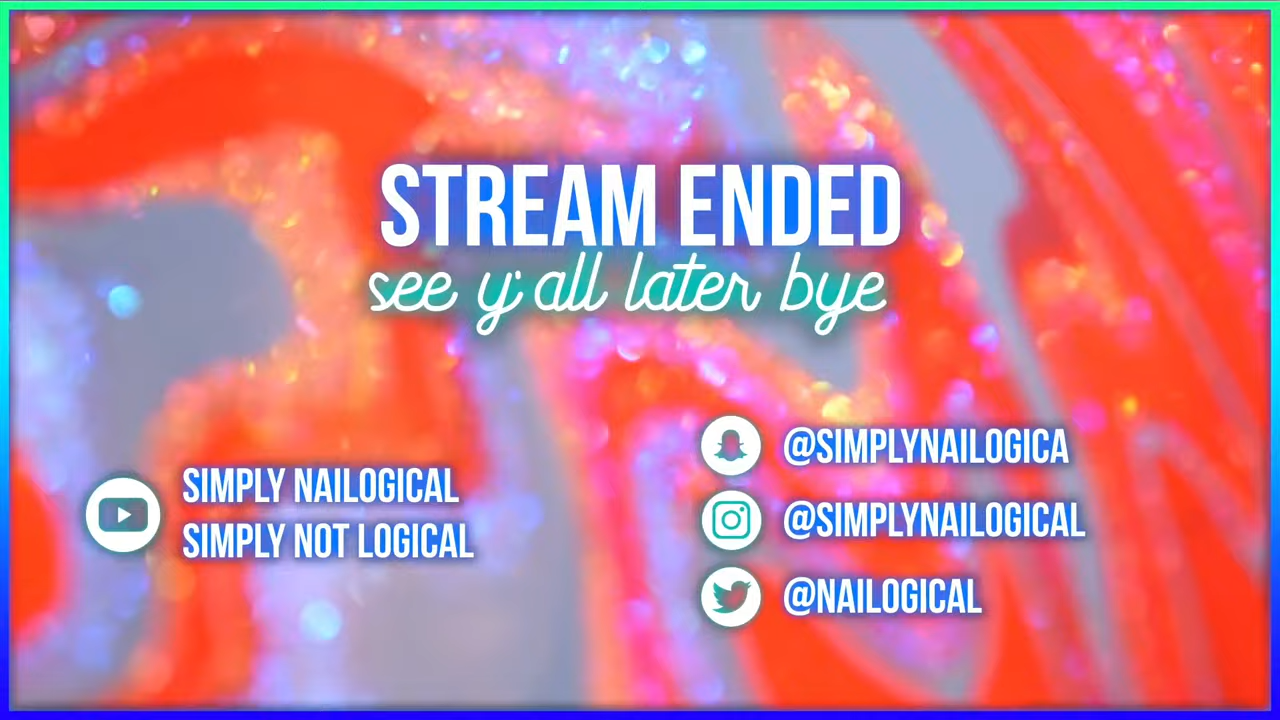 STREAM ENDED
see y'all later bye
SIMPLY NAILOGICAL
SIMPLY NOT LOGICAL
@SIMPLYNAILOGICA
@SIMPLYNAILOGICAL
@NAILOGICAL